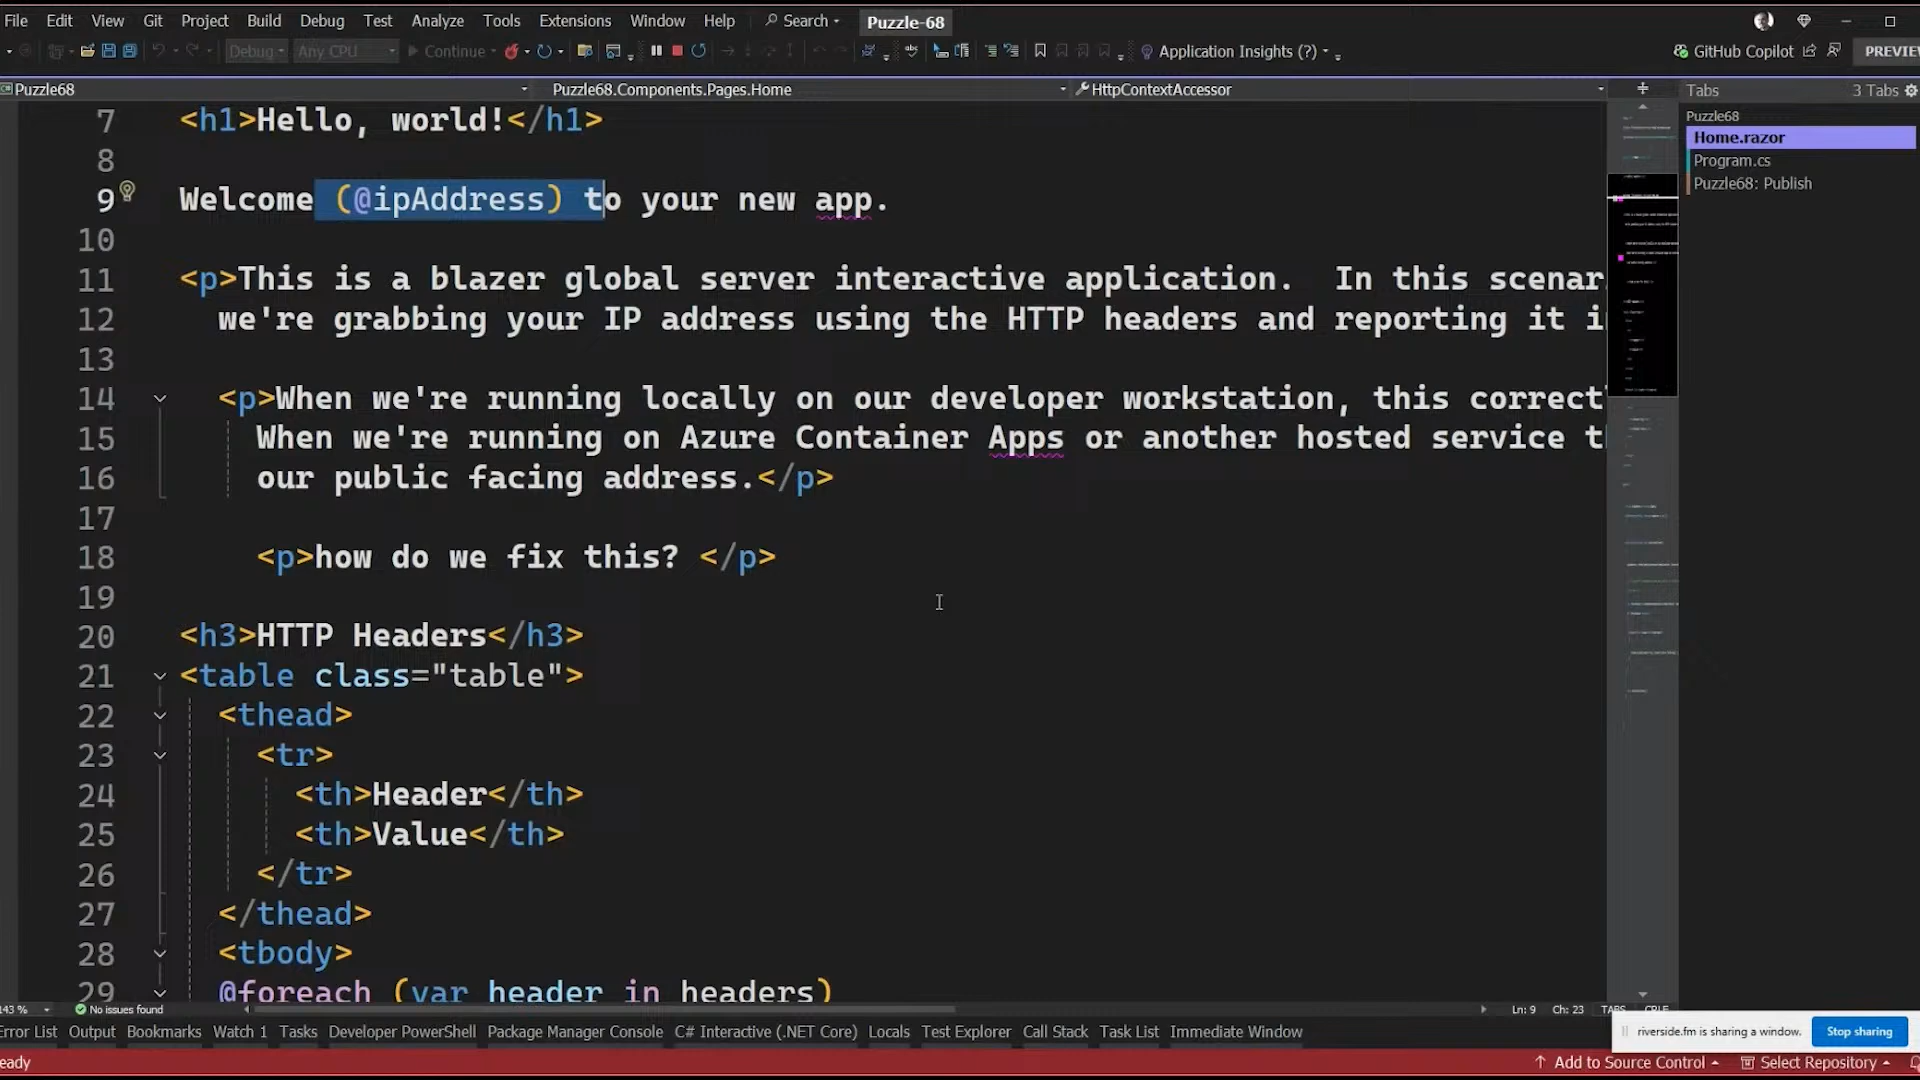 File Edit View Git Project Build Debug Test Analyze Tools Extensions Window Help Search Puzzle-68
Debug Any CPU Continue Application Insights (?) GitHub Copilot PREVIEW
Puzzle68 Puzzle68.Components.Pages.Home HttpContextAccessor Tabs 3 Tabs
Puzzle68
Home.razor
Program.cs
Puzzle68: Publish
7 <h1>Hello, world!</h1>
8
9 Welcome (@ipAddress) to your new app.
10
11 <p>This is a blazer global server interactive application.  In this scenar
12 we're grabbing your IP address using the HTTP headers and reporting it i
13
14 <p>When we're running locally on our developer workstation, this correct
15 When we're running on Azure Container Apps or another hosted service t
16 our public facing address.</p>
17
18 <p>how do we fix this? </p>
19
20 <h3>HTTP Headers</h3>
21 <table class="table">
22 <thead>
23 <tr>
24 <th>Header</th>
25 <th>Value</th>
26 </tr>
27 </thead>
28 <tbody>
29 @foreach (var header in headers)
143 % No issues found Ln: 9 Ch: 23 TABS CRLF
Error List Output Bookmarks Watch 1 Tasks Developer PowerShell Package Manager Console C# Interactive (.NET Core) Locals Test Explorer Call Stack Task List Immediate Window
riverside.fm is sharing a window. Stop sharing
eady Add to Source Control Select Repository